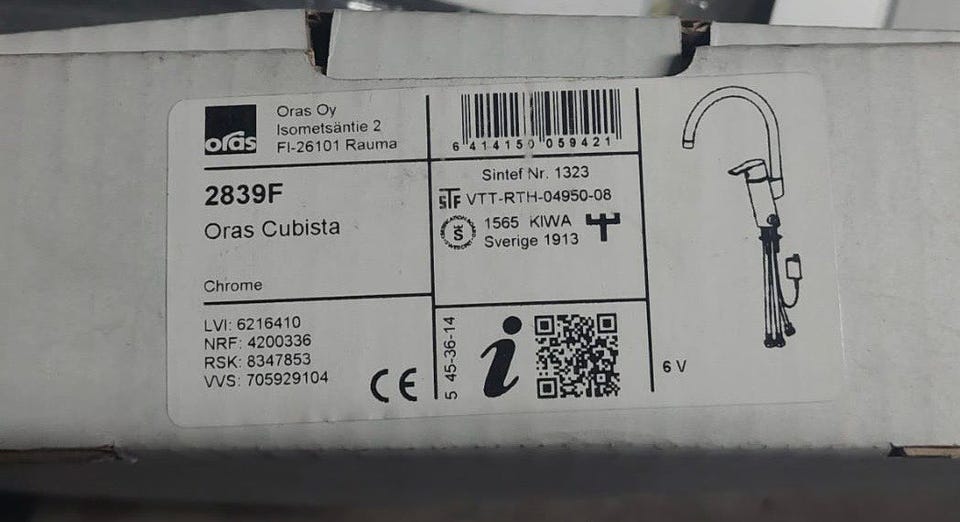 oras
Oras Oy
Isometsäntie 2
FI-26101 Rauma
2839F
Oras Cubista
Chrome
LVI: 6216410
NRF: 4200336
RSK: 8347853
VVS: 705929104
CE
6 414150 059421
Sintef Nr. 1323
STF VTT-RTH-04950-08
1565 KIWA
Sverige 1913
5 45-36-14
i
6 V